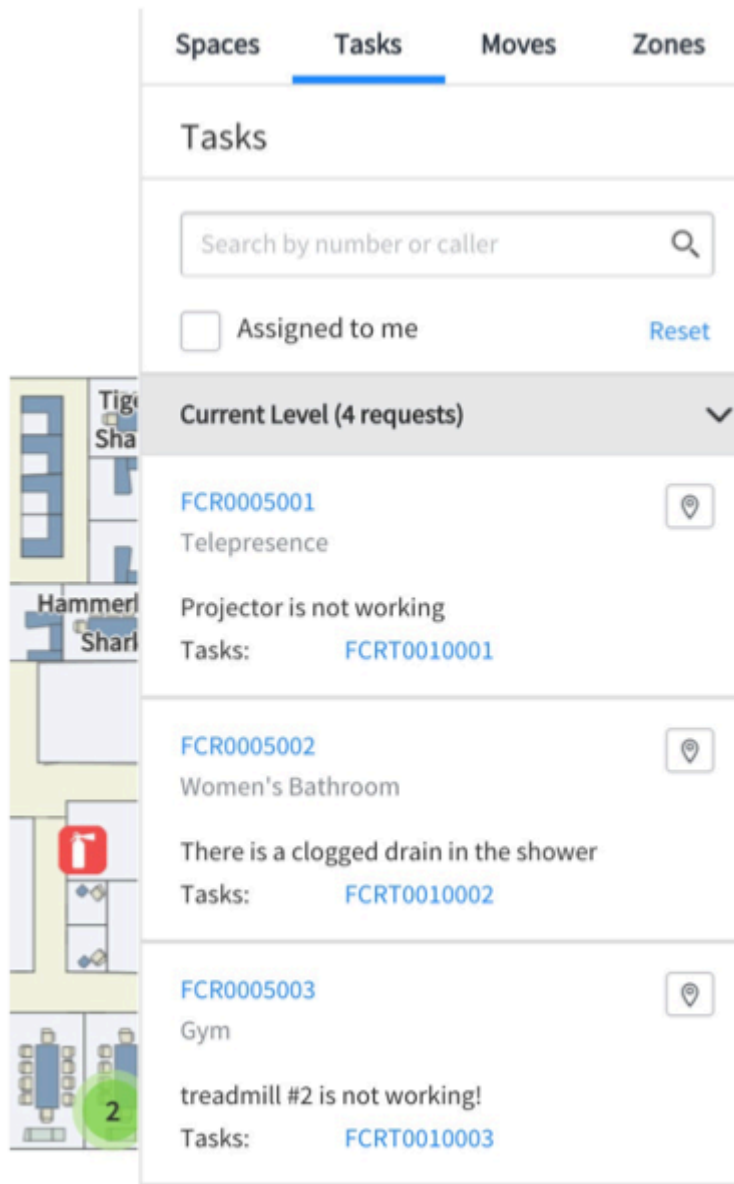 Spaces Tasks Moves Zones
Tasks
Search by number or caller
Assigned to me Reset
Current Level (4 requests)
FCR0005001
Telepresence
Projector is not working
Tasks: FCRT0010001
FCR0005002
Women's Bathroom
There is a clogged drain in the shower
Tasks: FCRT0010002
FCR0005003
Gym
treadmill #2 is not working!
Tasks: FCRT0010003
Shark
2